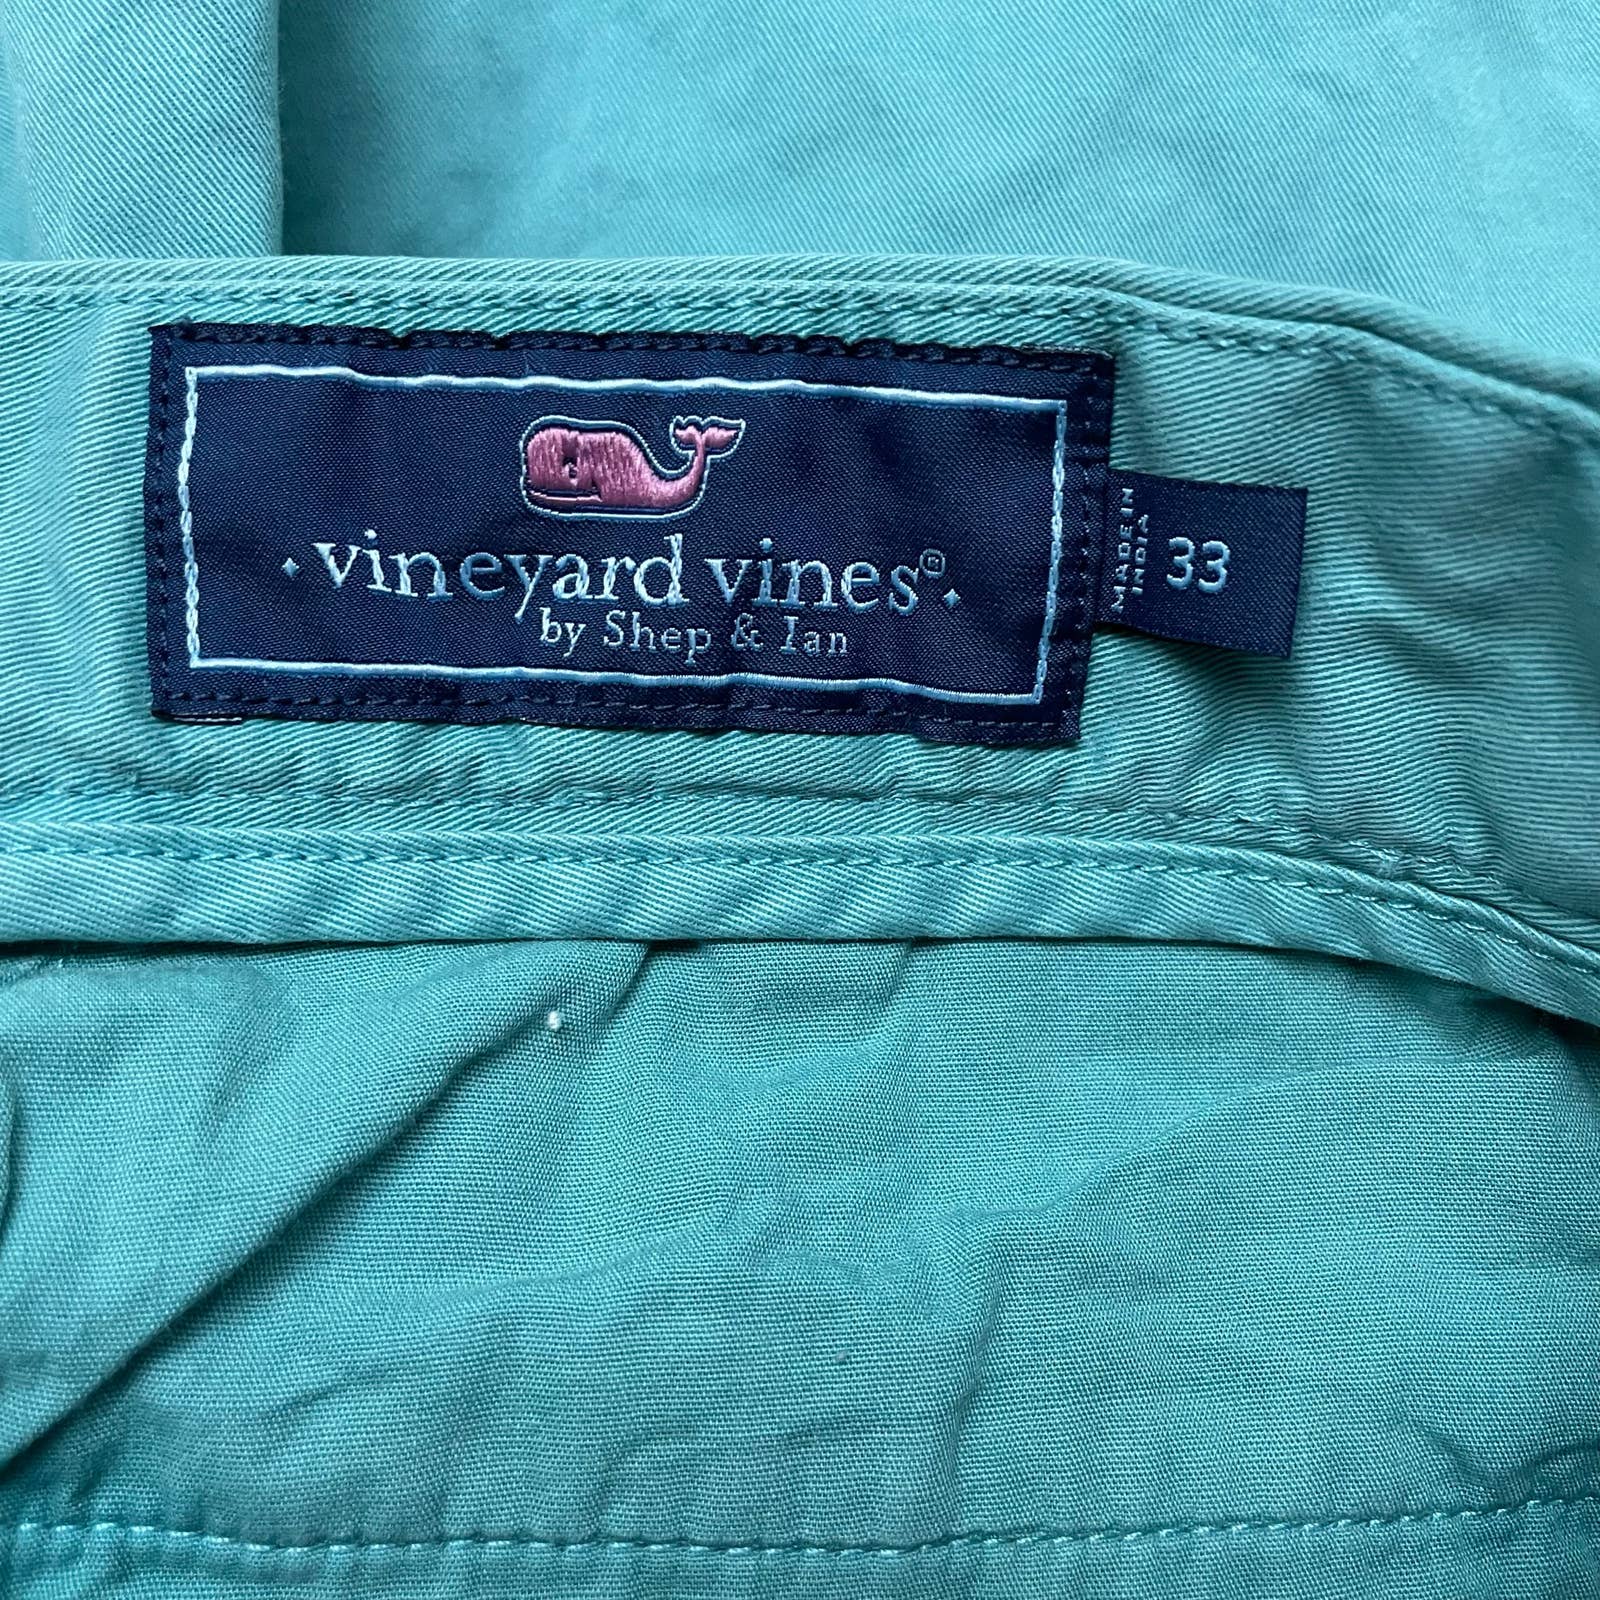 vineyard vines®
by Shep & Ian
MADE IN
INDIA
33